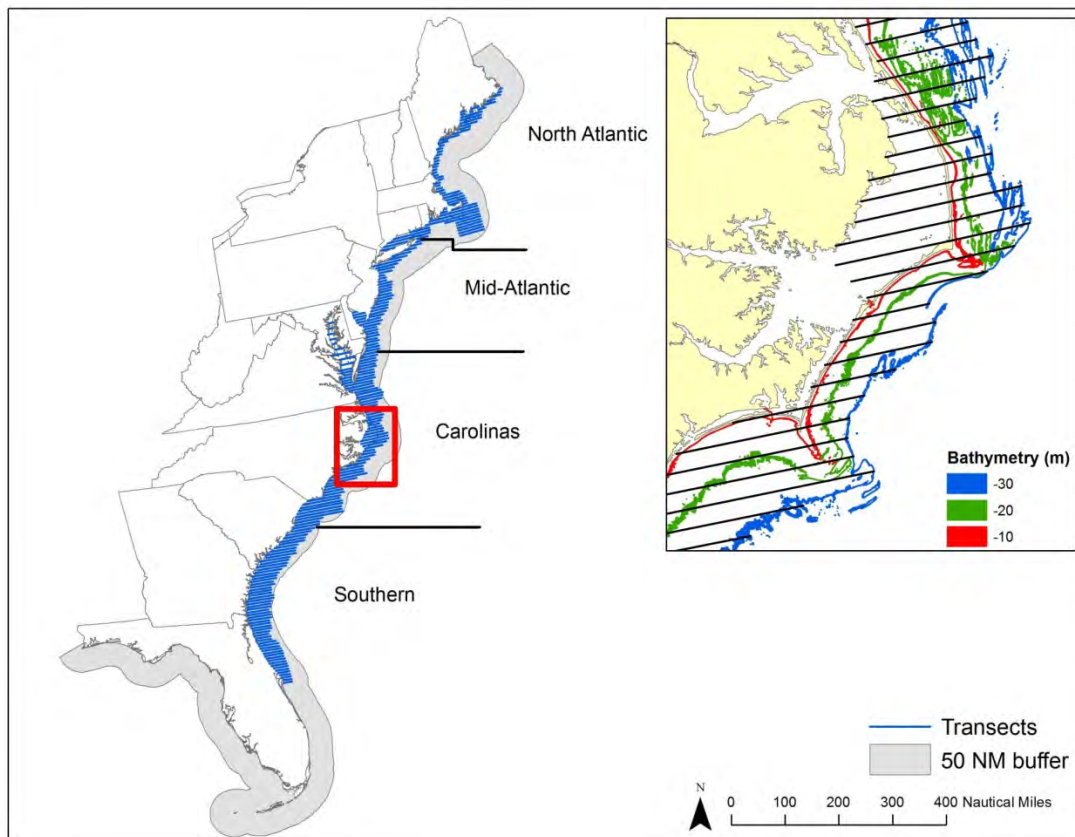 North Atlantic
Mid-Atlantic
Carolinas
Southern
Bathymetry (m)
-30
-20
-10
Transects
50 NM buffer
N
0 100 200 300 400 Nautical Miles